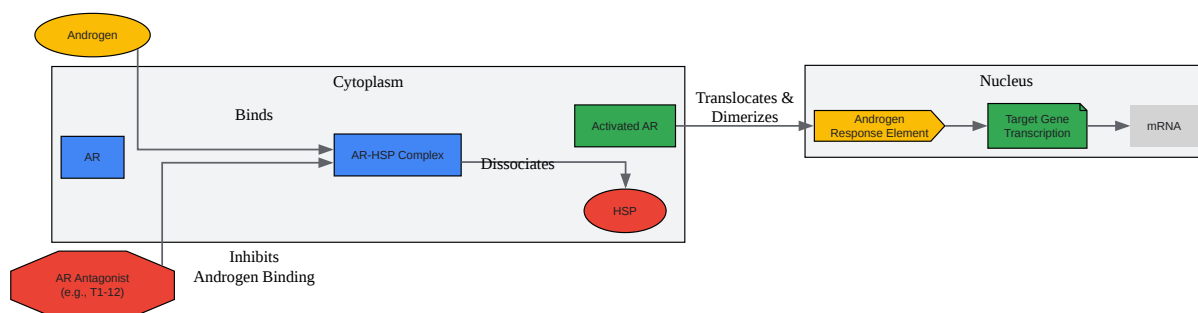 Androgen
Cytoplasm
Nucleus
Binds
Translocates &
Dimerizes
Activated AR
Androgen
Response Element
Target Gene
Transcription
mRNA
AR
AR-HSP Complex
Dissociates
HSP
Inhibits
Androgen Binding
AR Antagonist
(e.g., T1-12)